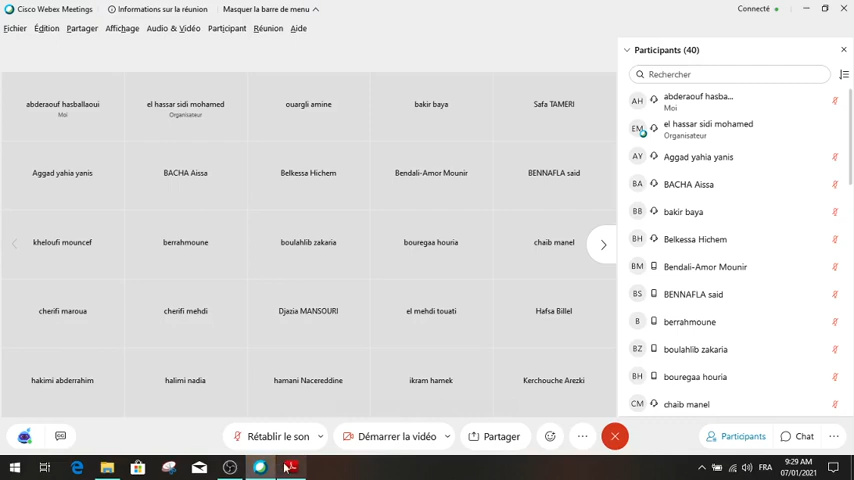 Cisco Webex Meetings
Informations sur la réunion
Masquer la barre de menu
Connecté
Fichier Édition Partager Affichage Audio & Vidéo Participant Réunion Aide
abderaouf hasballaoui
Moi
el hassar sidi mohamed
Organisateur
ouargli amine
bakir baya
Safa TAMERI
Aggad yahia yanis
BACHA Aissa
Belkessa Hichem
Bendali-Amor Mounir
BENNAFLA said
kheloufi mouncef
berrahmoune
boulahlib zakaria
bouregaa houria
chaib manel
cherifi maroua
cherifi mehdi
Djazia MANSOURI
el mehdi touati
Hafsa Billel
hakimi abderrahim
halimi nadia
hamani Nacereddine
ikram hamek
Kerchouche Arezki
Participants (40)
Rechercher
AH abderaouf hasba...
Moi
EM el hassar sidi mohamed
Organisateur
AY Aggad yahia yanis
BA BACHA Aissa
BB bakir baya
BH Belkessa Hichem
BM Bendali-Amor Mounir
BS BENNAFLA said
B berrahmoune
BZ boulahlib zakaria
BH bouregaa houria
CM chaib manel
Rétablir le son
Démarrer la vidéo
Partager
Participants
Chat
FRA
9:29 AM
07/01/2021